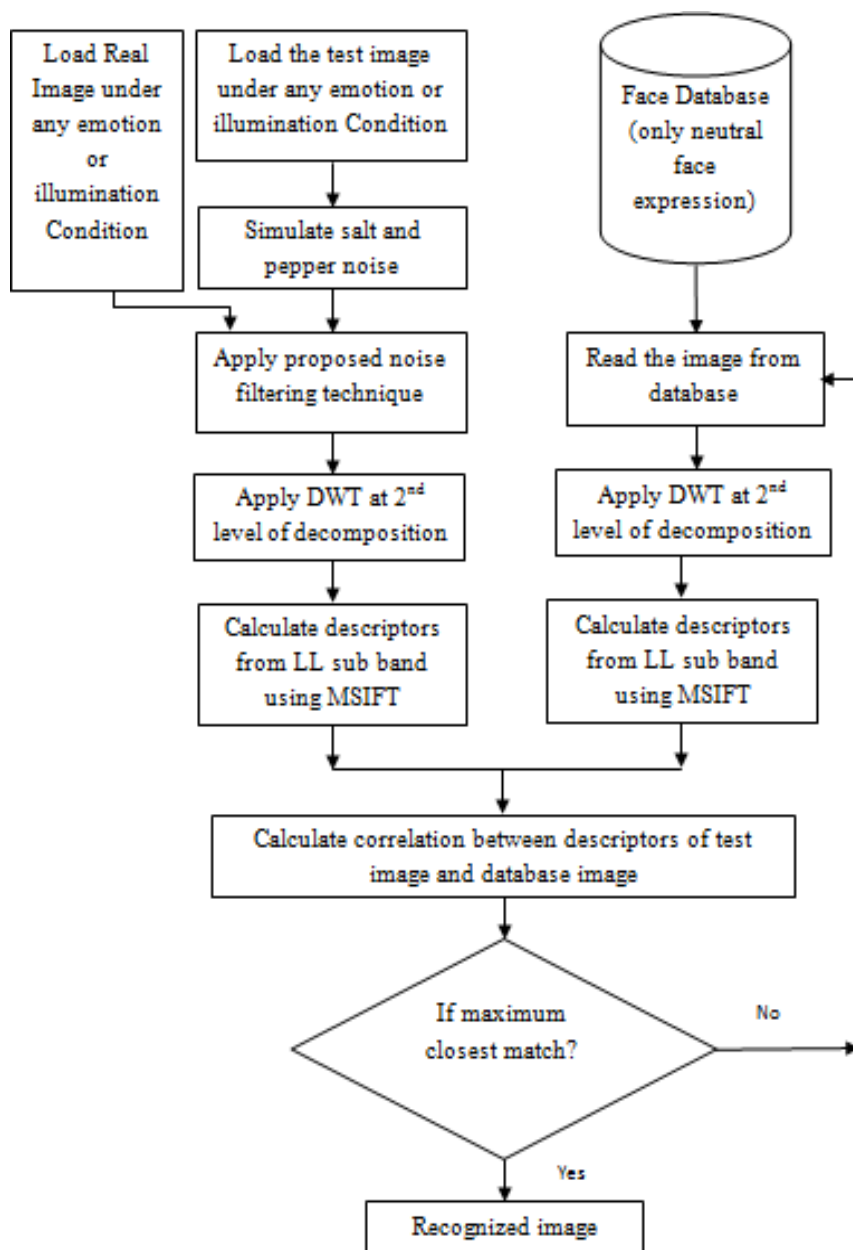 Load Real
Image under
any emotion
or
illumination
Condition
Load the test image
under any emotion or
illumination Condition
Simulate salt and
pepper noise
Face Database
(only neutral
face
expression)
Apply proposed noise
filtering technique
Read the image from
database
Apply DWT at 2nd
level of decomposition
Apply DWT at 2nd
level of decomposition
Calculate descriptors
from LL sub band
using MSIFT
Calculate descriptors
from LL sub band
using MSIFT
Calculate correlation between descriptors of test
image and database image
If maximum
closest match?
No
Yes
Recognized image